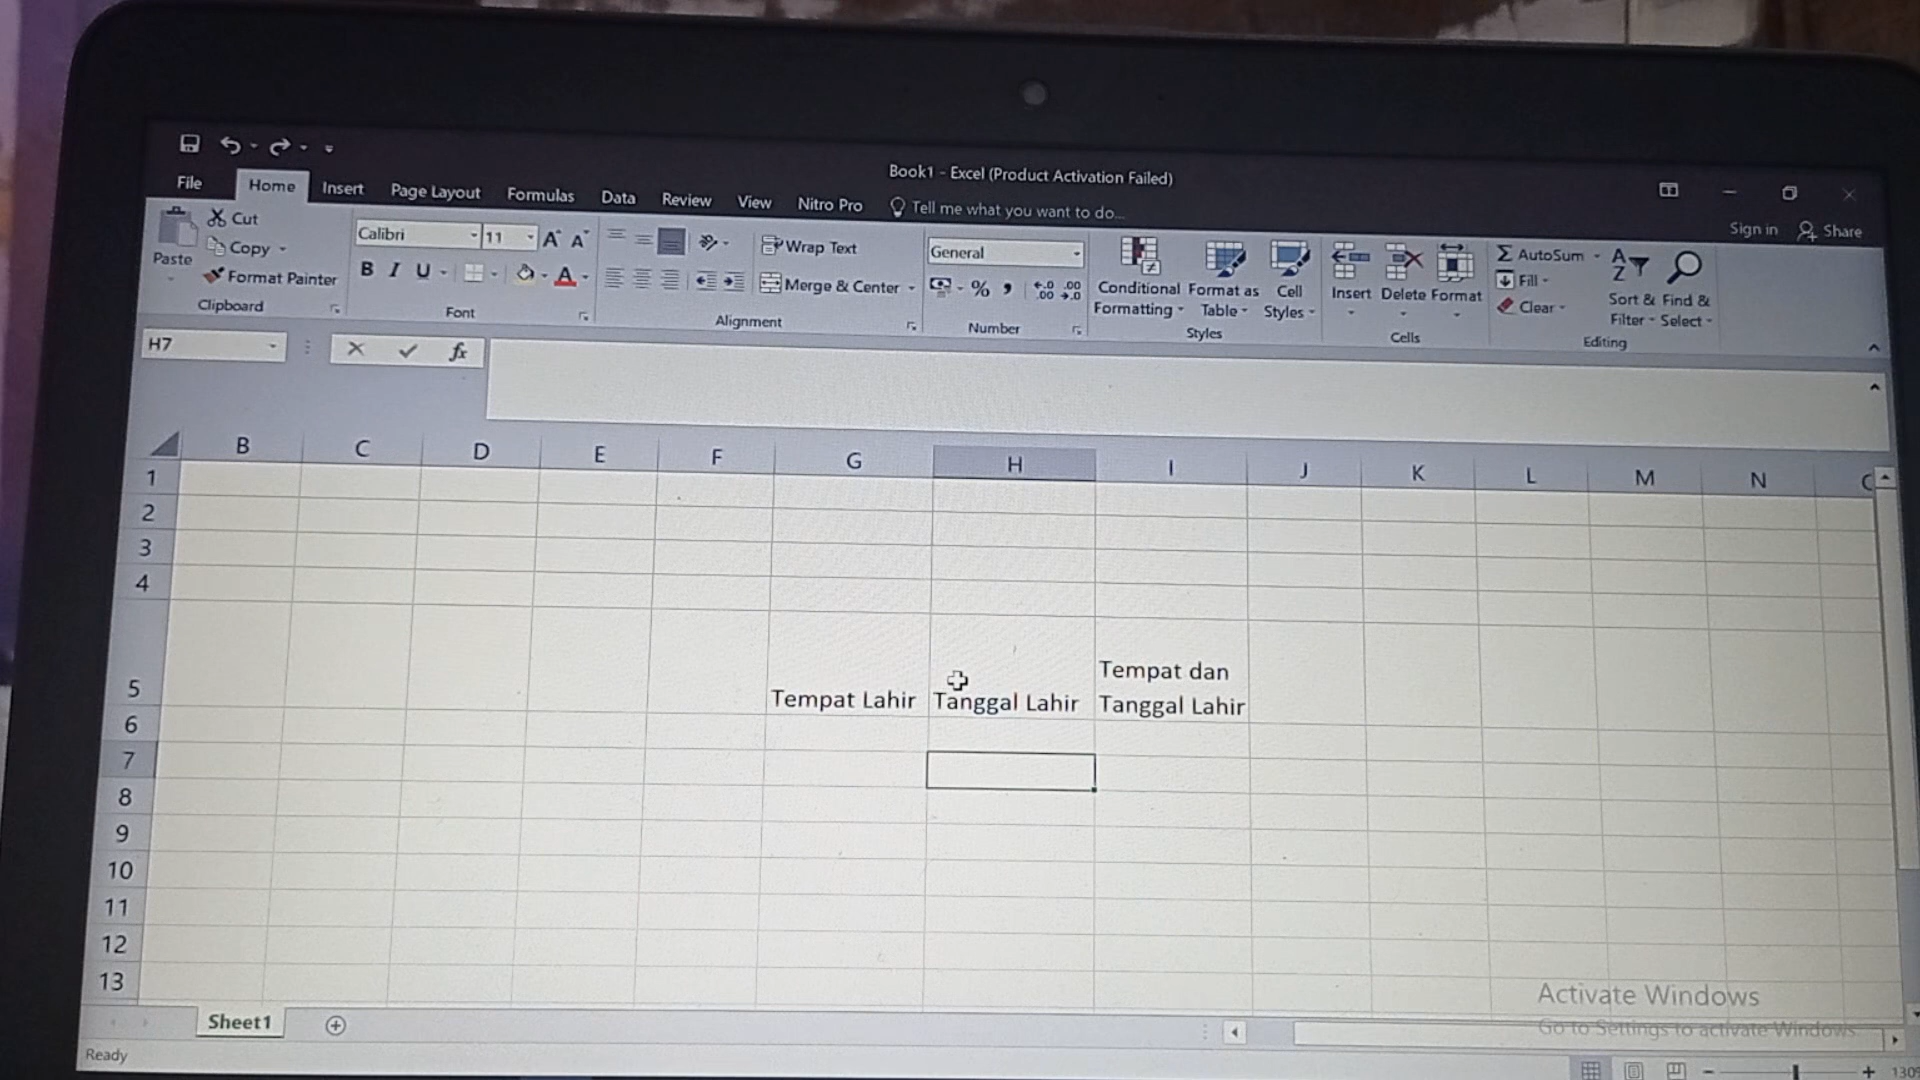 Book1 - Excel (Product Activation Failed)
File Home Insert Page Layout Formulas Data Review View Nitro Pro Tell me what you want to do...
Sign in Share
Paste
Cut
Copy
Format Painter
Clipboard
Calibri 11
B I U
Font
Wrap Text
Merge & Center
Alignment
General
% ,
Number
Conditional
Formatting
Format as
Table
Cell
Styles
Styles
Insert Delete Format
Cells
AutoSum
Fill
Clear
Sort &
Filter
Find &
Select
Editing
H7
fx
B C D E F G H I J K L M N
1
2
3
4
5
6
7
8
9
10
11
12
13
Tempat Lahir
Tanggal Lahir
Tempat dan
Tanggal Lahir
Activate Windows
Go to Settings to activate Windows.
Sheet1
Ready
130%